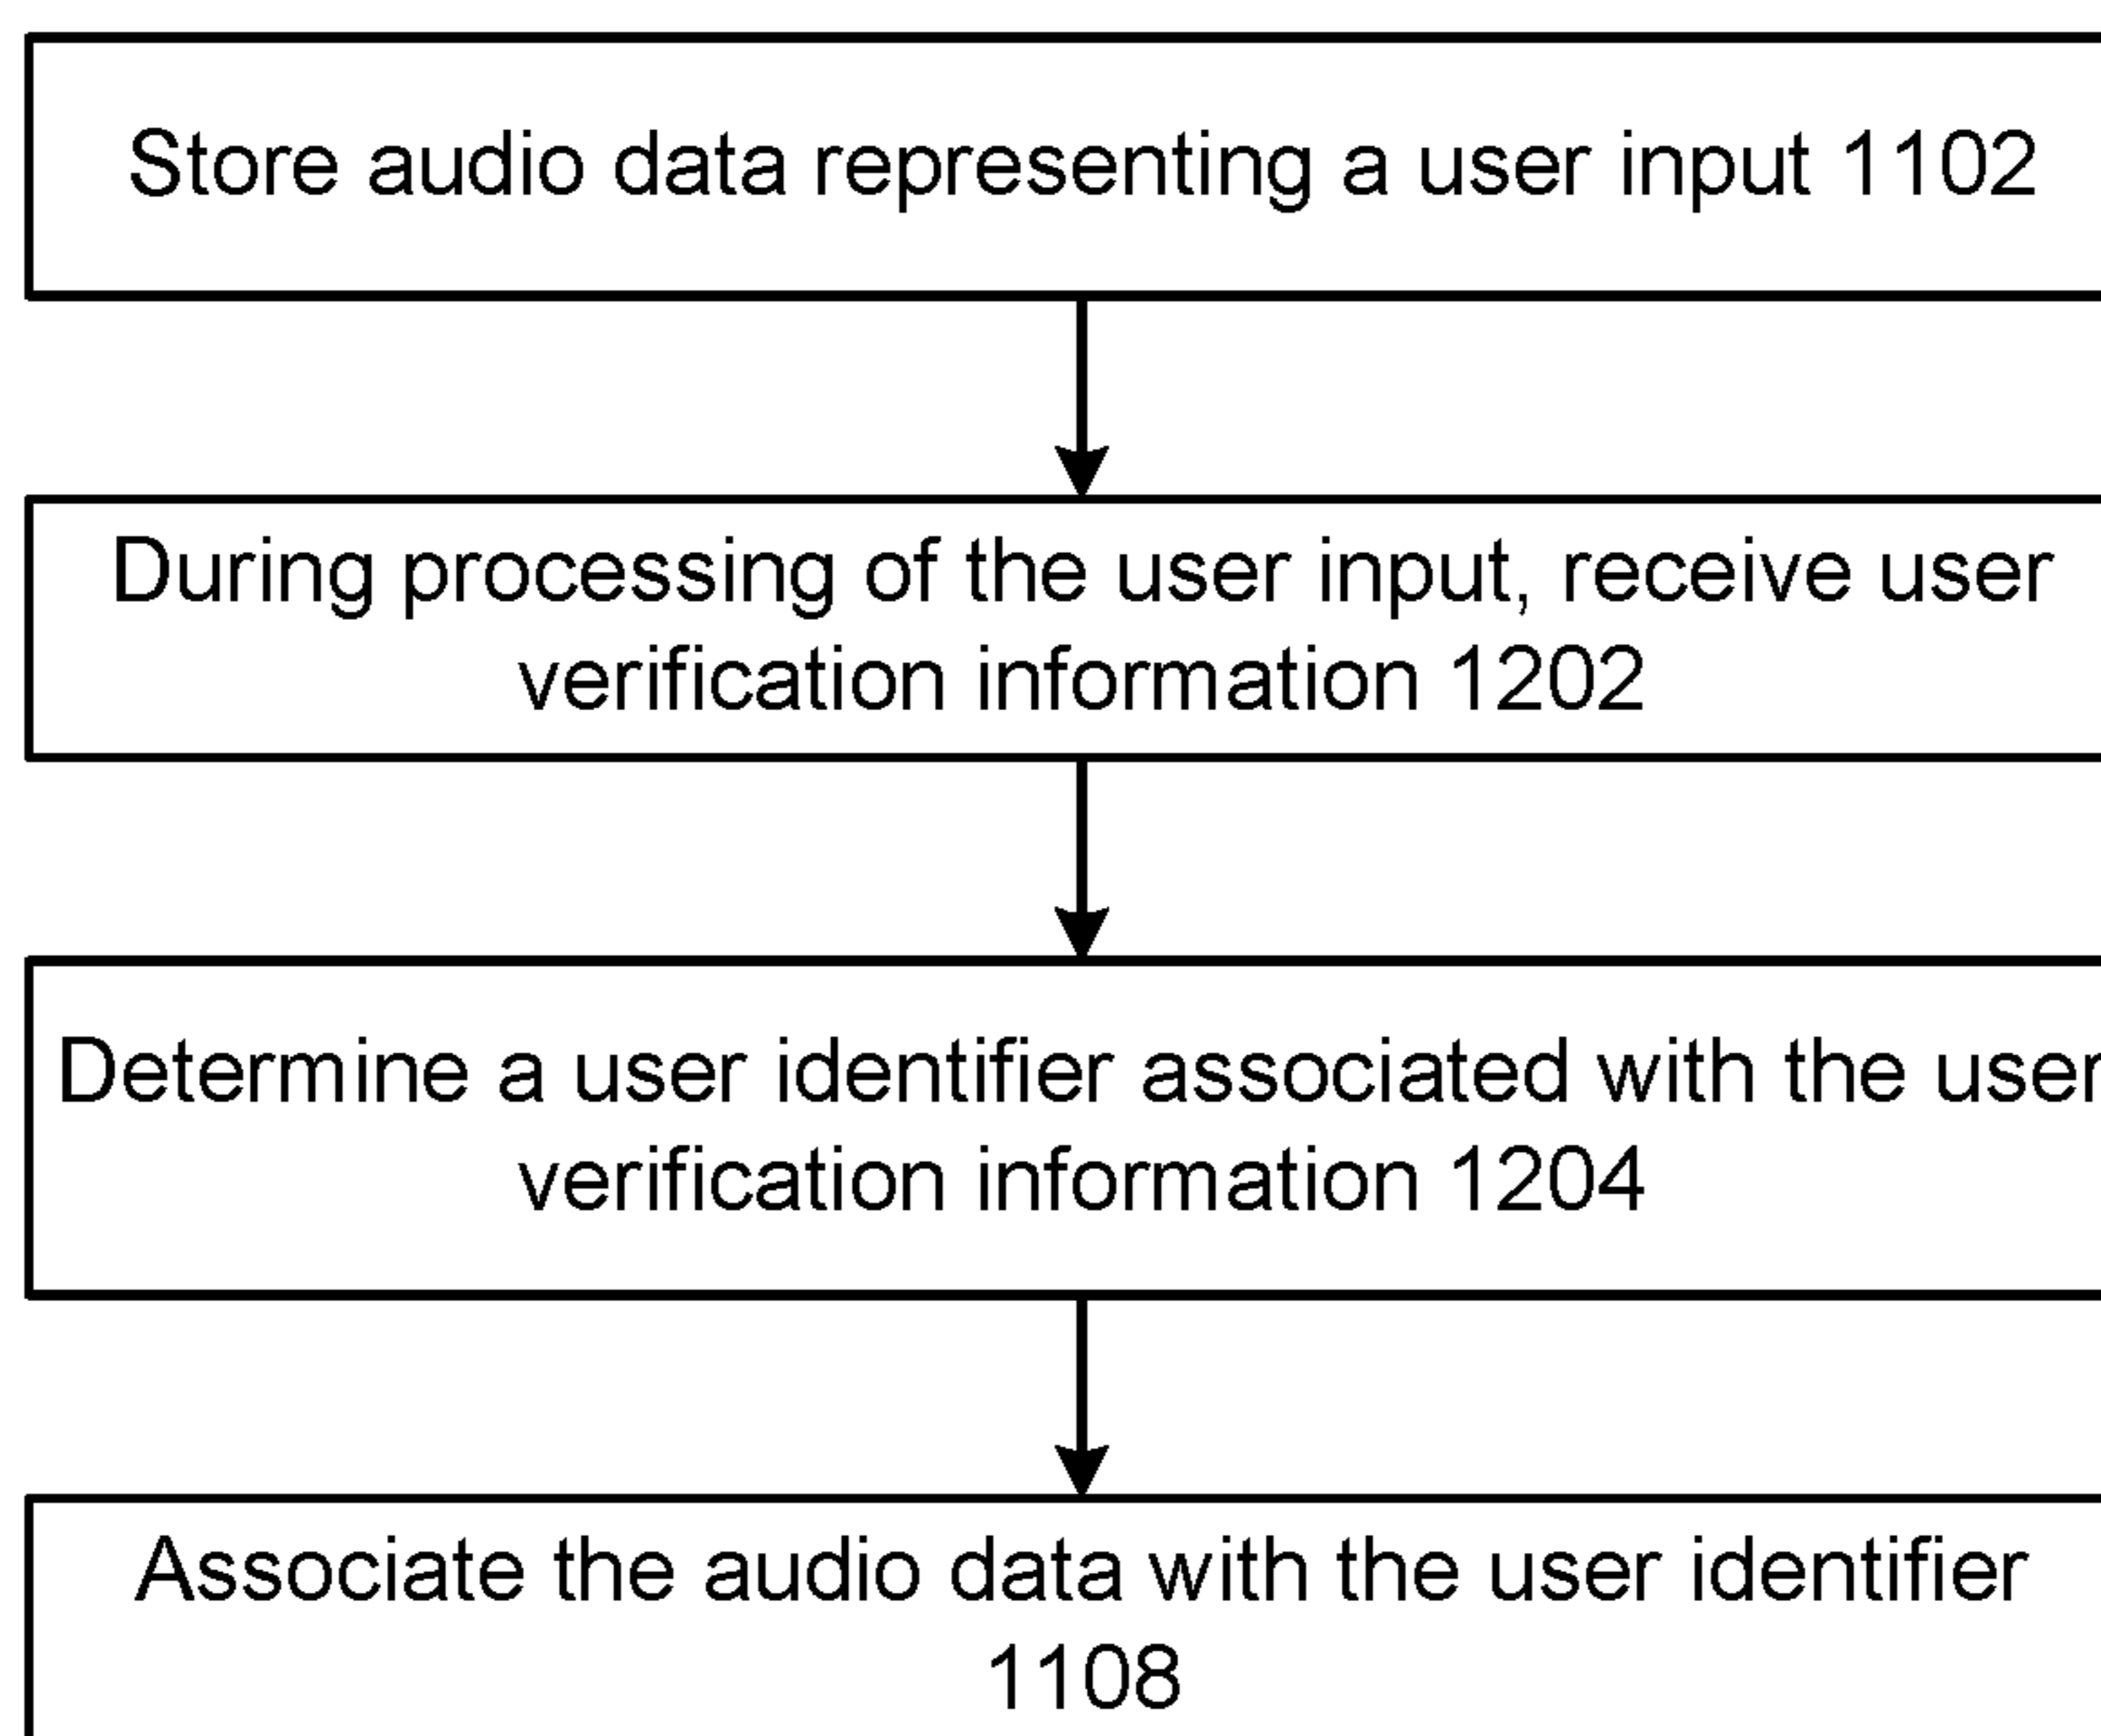 Store audio data representing a user input 1102
During processing of the user input, receive user
verification information 1202
Determine a user identifier associated with the user
verification information 1204
Associate the audio data with the user identifier
1108